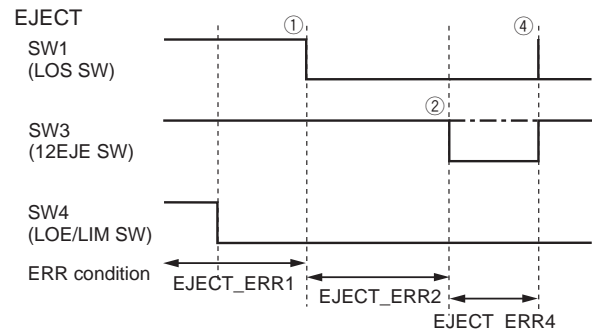 EJECT
① ④
SW1
(LOS SW)
②
SW3
(12EJE SW)
SW4
(LOE/LIM SW)
ERR condition EJECT_ERR1 EJECT_ERR2
EJECT_ERR4